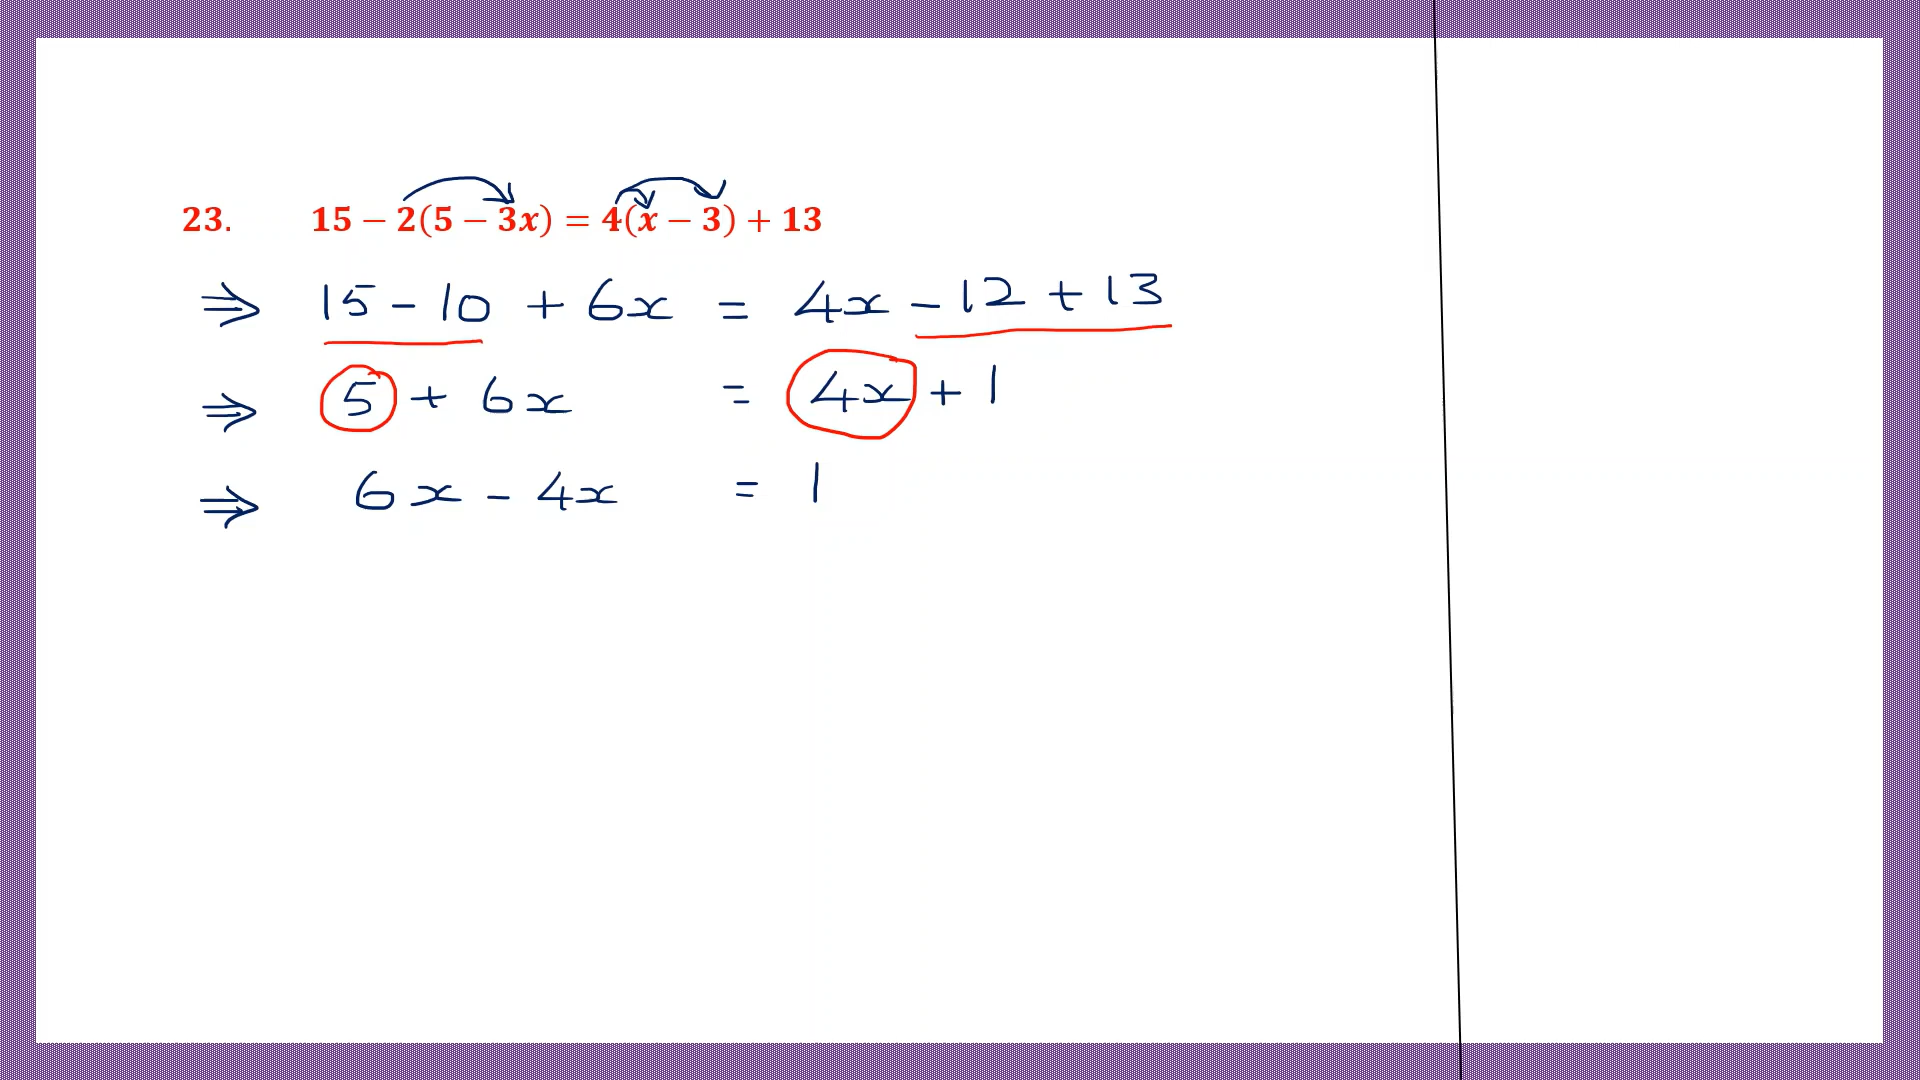 23. 15 − 2(5 − 3x) = 4(x − 3) + 13
⇒ 15 - 10 + 6x = 4x - 12 + 13
⇒ 5 + 6x = 4x + 1
⇒ 6x - 4x = 1